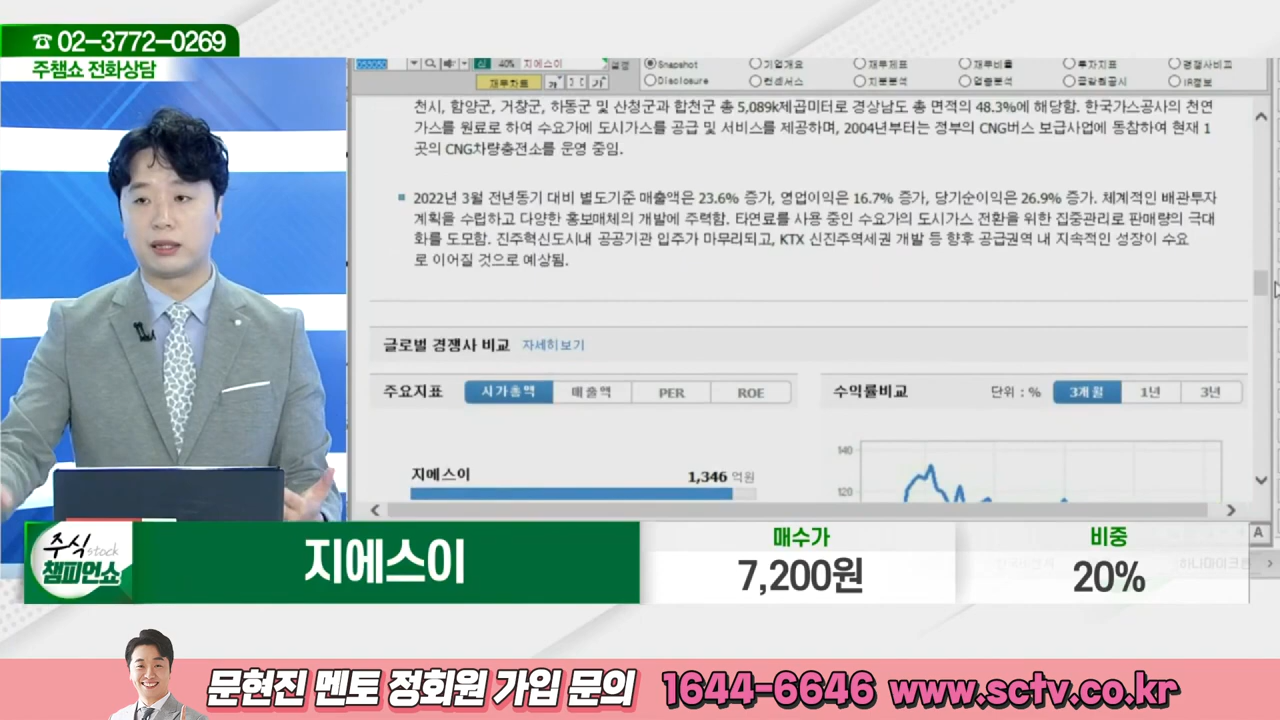 ☎ 02-3772-0269
주챔쇼 전화상담
053050 신 40% 지에스이 설명
재무차트
Snapshot 기업개요 재무제표 재무비율 투자지표 경쟁사비교
Disclosure 컨센서스 지분분석 업종분석 금감원공시 IR정보
천시, 함양군, 거창군, 하동군 및 산청군과 합천군 총 5,089k제곱미터로 경상남도 총 면적의 48.3%에 해당함. 한국가스공사의 천연
가스를 원료로 하여 수요가에 도시가스를 공급 및 서비스를 제공하며, 2004년부터는 정부의 CNG버스 보급사업에 동참하여 현재 1
곳의 CNG차량충전소를 운영 중임.
2022년 3월 전년동기 대비 별도기준 매출액은 23.6% 증가, 영업이익은 16.7% 증가, 당기순이익은 26.9% 증가. 체계적인 배관투자
계획을 수립하고 다양한 홍보매체의 개발에 주력함. 타연료를 사용 중인 수요가의 도시가스 전환을 위한 집중관리로 판매량의 극대
화를 도모함. 진주혁신도시내 공공기관 입주가 마무리되고, KTX 신진주역세권 개발 등 향후 공급권역 내 지속적인 성장이 수요
로 이어질 것으로 예상됨.
글로벌 경쟁사 비교 자세히보기
주요지표 시가총액 매출액 PER ROE
수익률비교 단위 : % 3개월 1년 3년
지에스이 1,346 억원
140
120
주식 stock
챔피언쇼
지에스이
매수가
7,200원
비중
20%
A
하나마이크론
문현진 멘토 정회원 가입 문의 1644-6646 www.sctv.co.kr